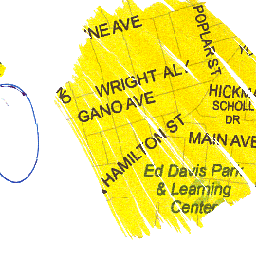 NE AVE
POPLAR ST
WRIGHT ALY
GANO AVE
HICKM
SCHOLL
DR
HAMILTON ST
MAIN AVE
Ed Davis Park
& Learning
Center